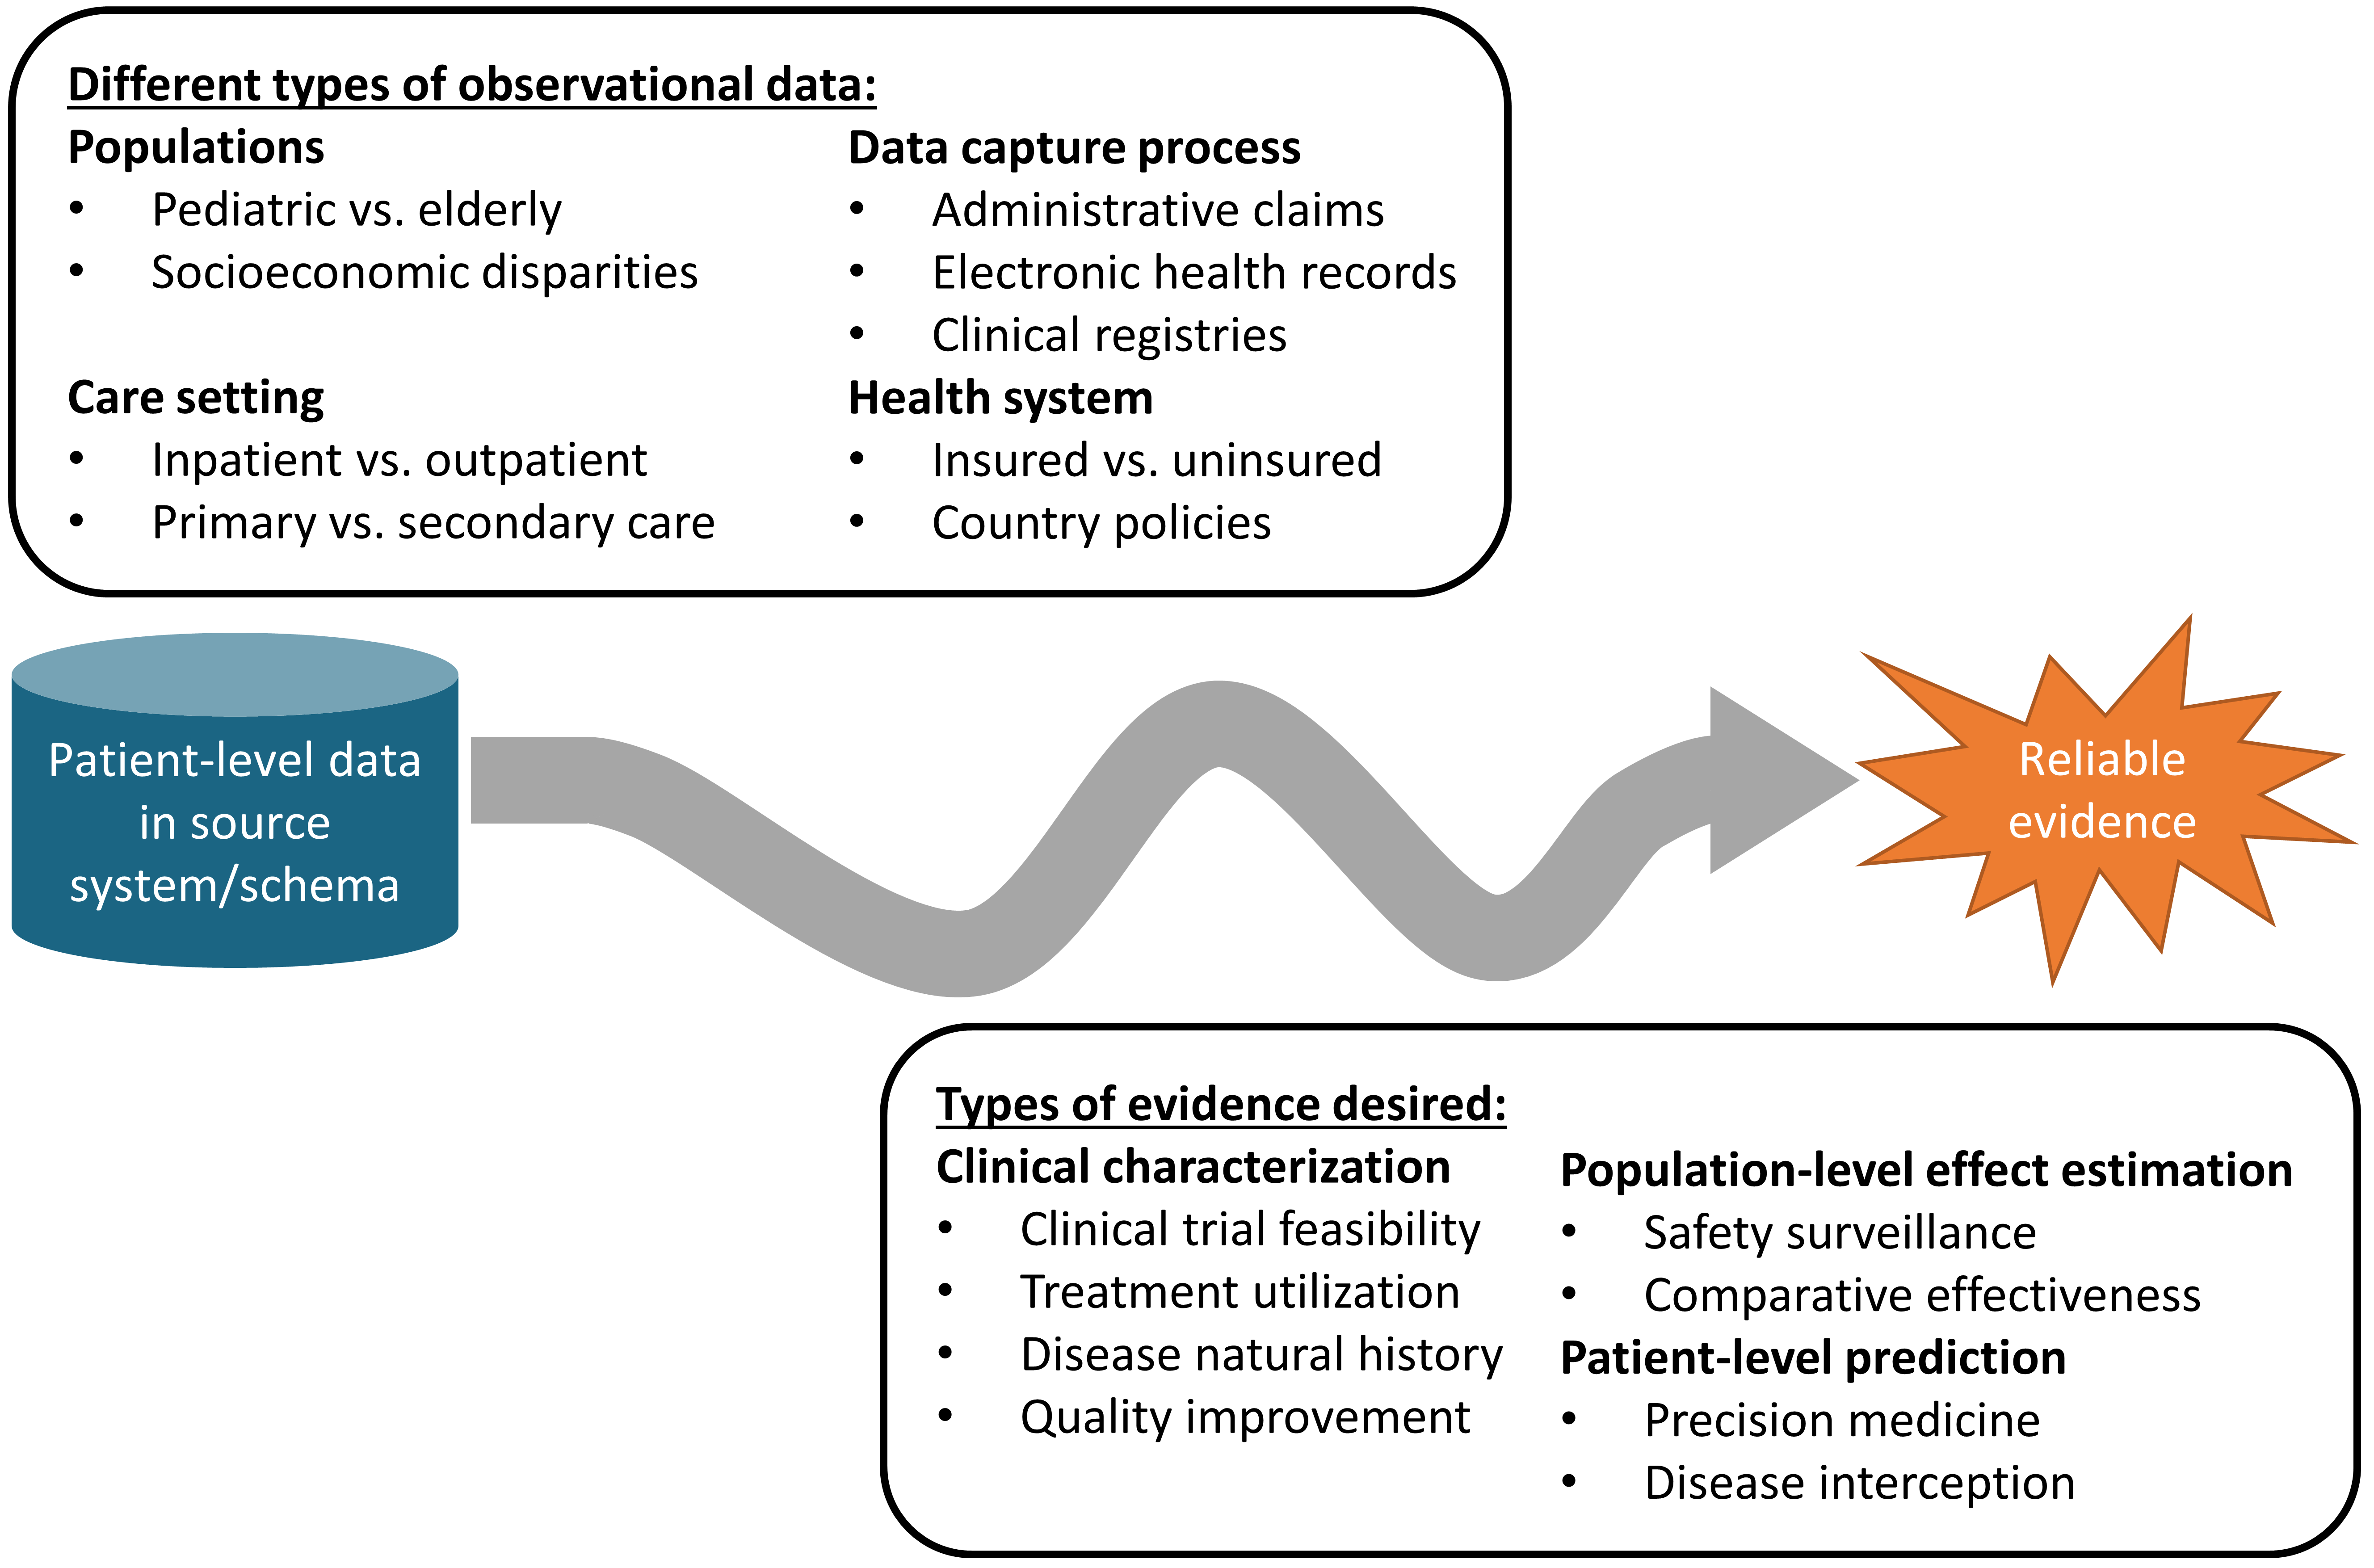 Different types of observational data:
Populations
• Pediatric vs. elderly
• Socioeconomic disparities
Data capture process
• Administrative claims
• Electronic health records
• Clinical registries
Care setting
• Inpatient vs. outpatient
• Primary vs. secondary care
Health system
• Insured vs. uninsured
• Country policies
Patient-level data
in source
system/schema
Reliable
evidence
Types of evidence desired:
Clinical characterization
• Clinical trial feasibility
• Treatment utilization
• Disease natural history
• Quality improvement
Population-level effect estimation
• Safety surveillance
• Comparative effectiveness
Patient-level prediction
• Precision medicine
• Disease interception